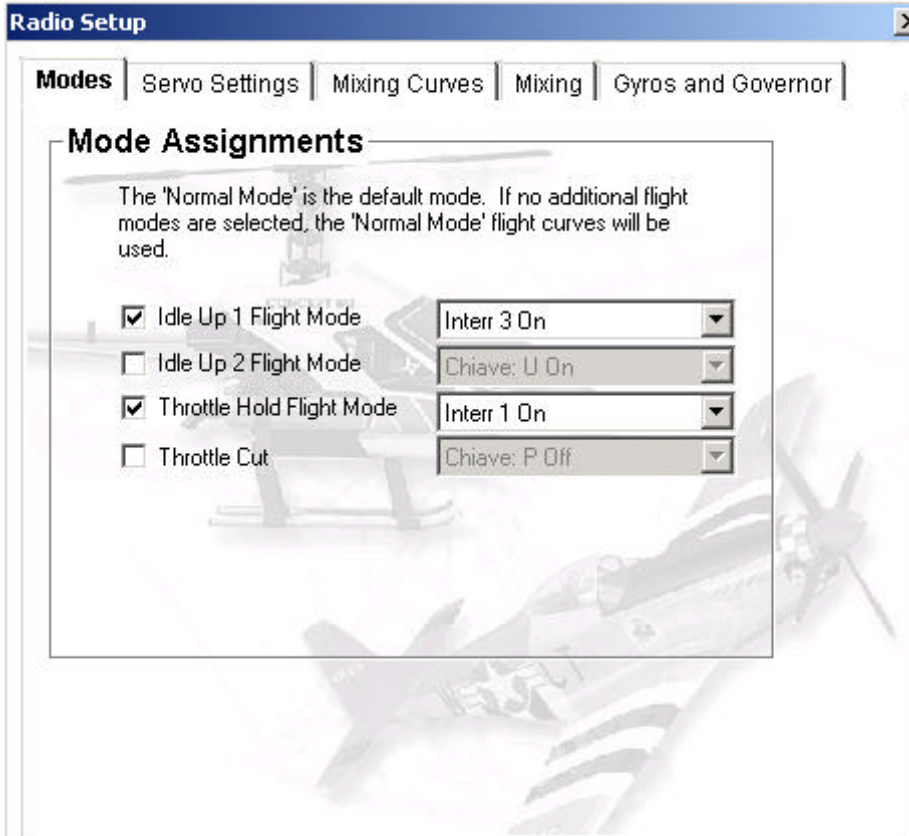 Radio Setup
Modes
Servo Settings
Mixing Curves
Mixing
Gyros and Governor
Mode Assignments
The 'Normal Mode' is the default mode. If no additional flight
modes are selected, the 'Normal Mode' flight curves will be
used.
Idle Up 1 Flight Mode
Interr 3 On
Idle Up 2 Flight Mode
Chiave: U On
Throttle Hold Flight Mode
Interr 1 On
Throttle Cut
Chiave: P Off